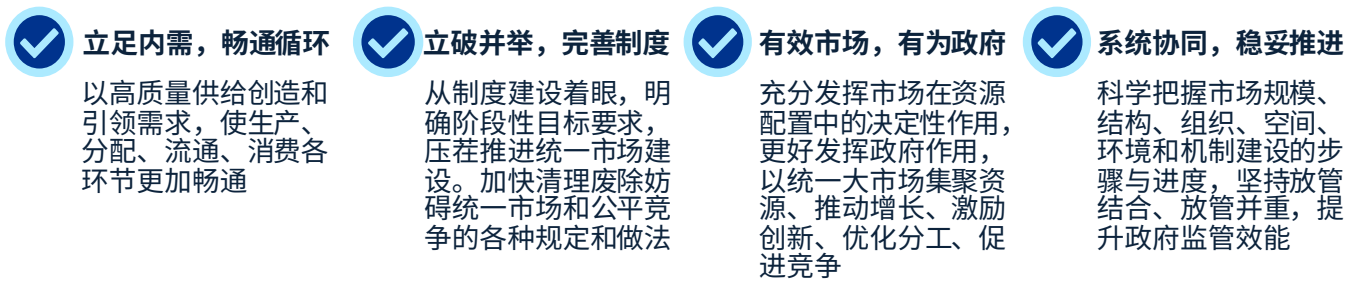 立足内需，畅通循环
以高质量供给创造和
引领需求，使生产、
分配、流通、消费各
环节更加畅通
立破并举，完善制度
从制度建设着眼，明
确阶段性目标要求，
压茬推进统一市场建
设。加快清理废除妨
碍统一市场和公平竞
争的各种规定和做法
有效市场，有为政府
充分发挥市场在资源
配置中的决定性作用，
更好发挥政府作用，
以统一大市场集聚资
源、推动增长、激励
创新、优化分工、促
进竞争
系统协同，稳妥推进
科学把握市场规模、
结构、组织、空间、
环境和机制建设的步
骤与进度，坚持放管
结合、放管并重，提
升政府监管效能